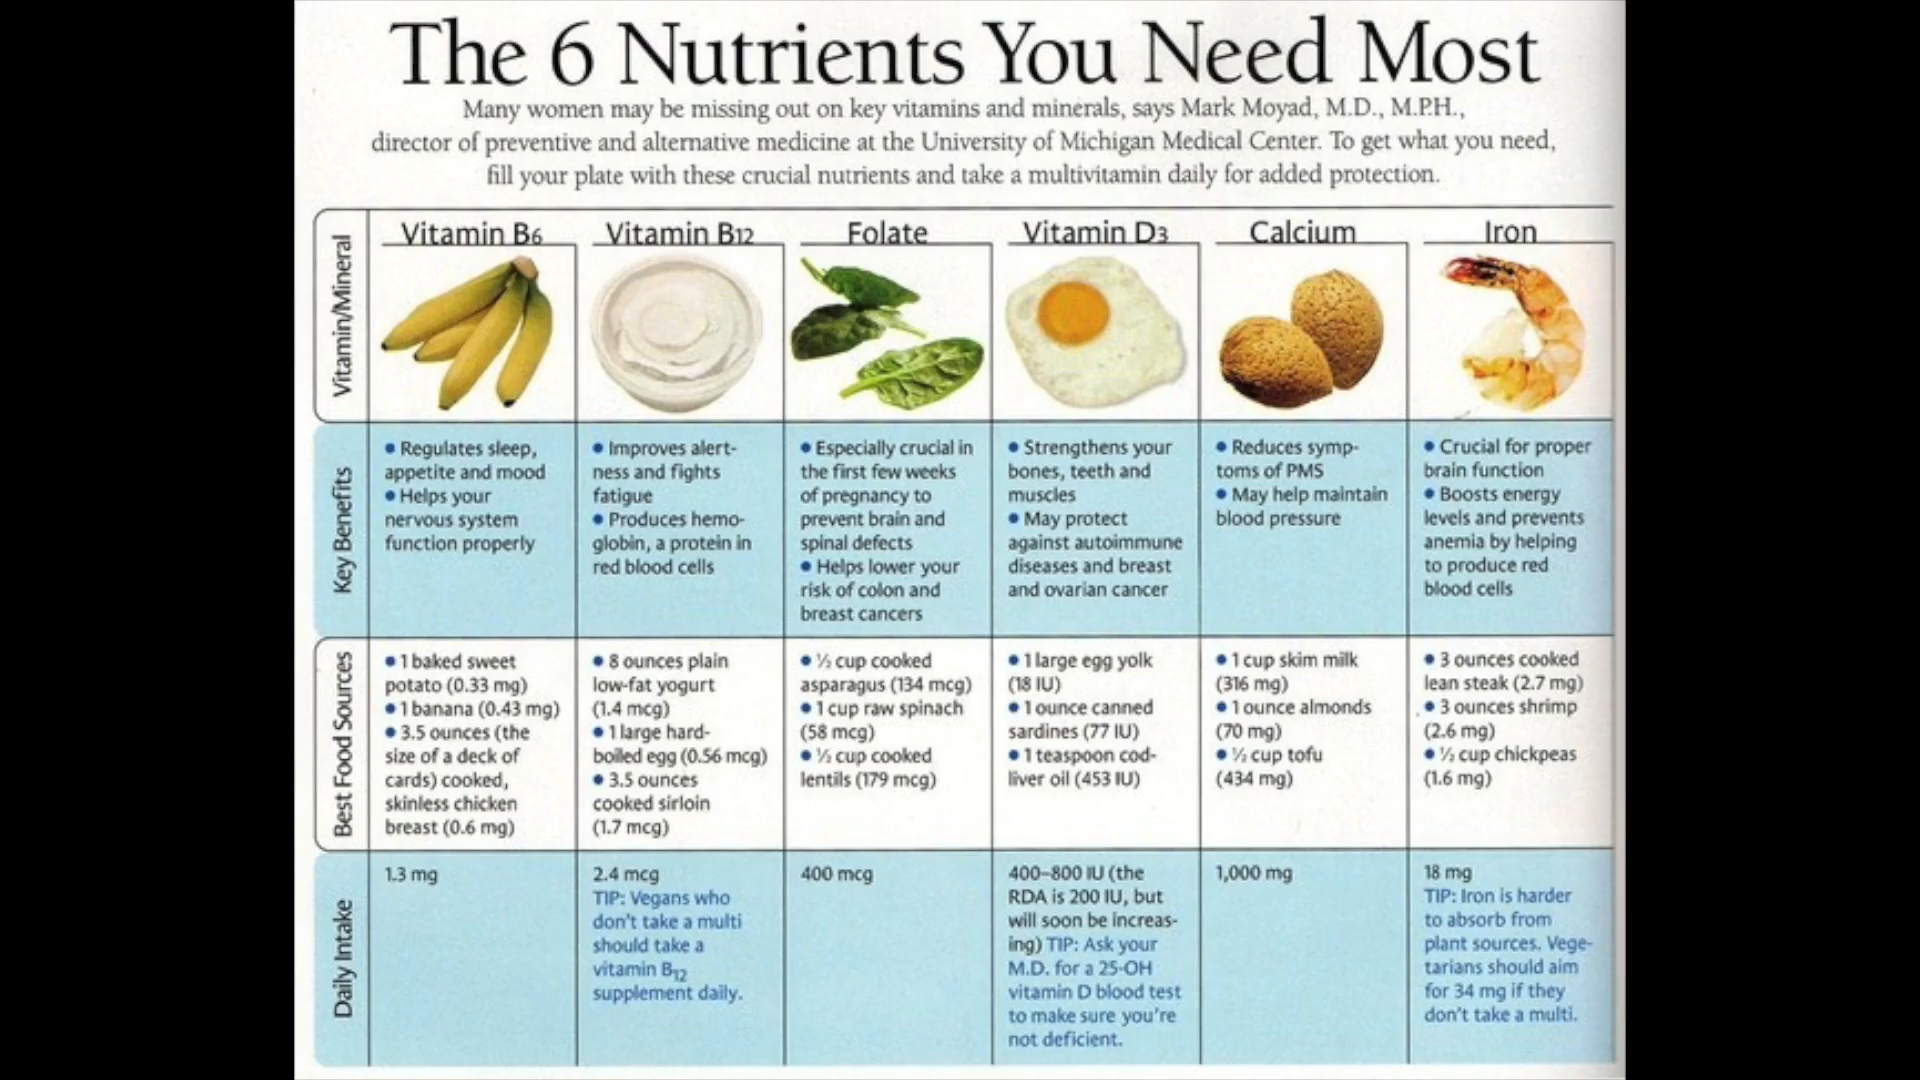 The 6 Nutrients You Need Most
Many women may be missing out on key vitamins and minerals, says Mark Moyad, M.D., M.P.H.,
director of preventive and alternative medicine at the University of Michigan Medical Center. To get what you need,
fill your plate with these crucial nutrients and take a multivitamin daily for added protection.
Vitamin/Mineral
Vitamin B6
Vitamin B12
Folate
Vitamin D3
Calcium
Iron
Key Benefits
• Regulates sleep,
appetite and mood
• Helps your
nervous system
function properly
• Improves alert-
ness and fights
fatigue
• Produces hemo-
globin, a protein in
red blood cells
• Especially crucial in
the first few weeks
of pregnancy to
prevent brain and
spinal defects
• Helps lower your
risk of colon and
breast cancers
• Strengthens your
bones, teeth and
muscles
• May protect
against autoimmune
diseases and breast
and ovarian cancer
• Reduces symp-
toms of PMS
• May help maintain
blood pressure
• Crucial for proper
brain function
• Boosts energy
levels and prevents
anemia by helping
to produce red
blood cells
Best Food Sources
• 1 baked sweet
potato (0.33 mg)
• 1 banana (0.43 mg)
• 3.5 ounces (the
size of a deck of
cards) cooked,
skinless chicken
breast (0.6 mg)
• 8 ounces plain
low-fat yogurt
(1.4 mcg)
• 1 large hard-
boiled egg (0.56 mcg)
• 3.5 ounces
cooked sirloin
(1.7 mcg)
• ½ cup cooked
asparagus (134 mcg)
• 1 cup raw spinach
(58 mcg)
• ½ cup cooked
lentils (179 mcg)
• 1 large egg yolk
(18 IU)
• 1 ounce canned
sardines (77 IU)
• 1 teaspoon cod-
liver oil (453 IU)
• 1 cup skim milk
(316 mg)
• 1 ounce almonds
(70 mg)
• ½ cup tofu
(434 mg)
• 3 ounces cooked
lean steak (2.7 mg)
• 3 ounces shrimp
(2.6 mg)
• ½ cup chickpeas
(1.6 mg)
Daily Intake
1.3 mg
2.4 mcg
TIP: Vegans who
don't take a multi
should take a
vitamin B12
supplement daily.
400 mcg
400–800 IU (the
RDA is 200 IU, but
will soon be increas-
ing) TIP: Ask your
M.D. for a 25-OH
vitamin D blood test
to make sure you're
not deficient.
1,000 mg
18 mg
TIP: Iron is harder
to absorb from
plant sources. Vege-
tarians should aim
for 34 mg if they
don't take a multi.